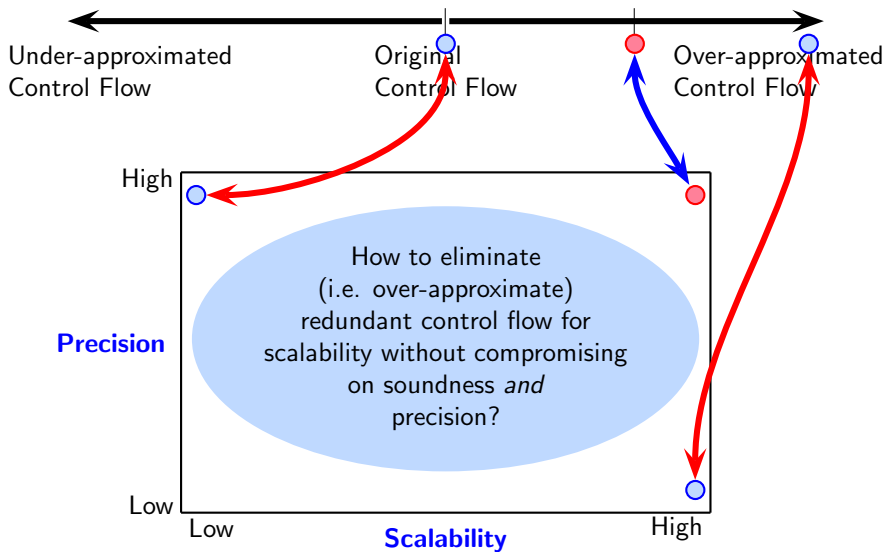 Under-approximated
Control Flow
Original
Control Flow
Over-approximated
Control Flow
High
How to eliminate
(i.e. over-approximate)
redundant control flow for
scalability without compromising
on soundness and
precision?
Precision
Low
Low
High
Scalability